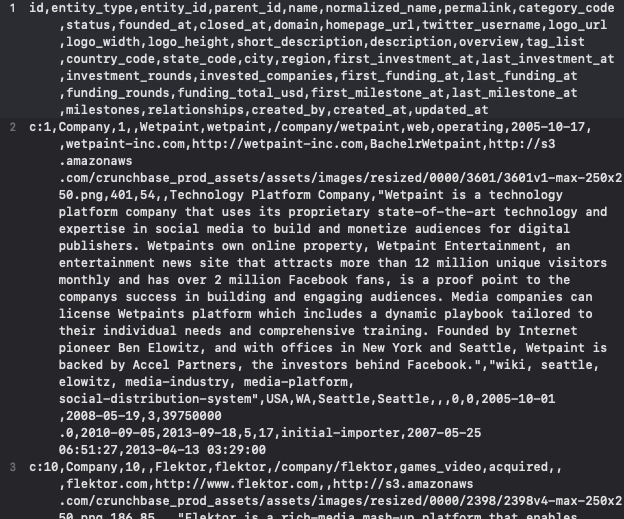 1 id,entity_type,entity_id,parent_id,name,normalized_name,permalink,category_code
,status,founded_at,closed_at,domain,homepage_url,twitter_username,logo_url
,logo_width,logo_height,short_description,description,overview,tag_list
,country_code,state_code,city,region,first_investment_at,last_investment_at
,investment_rounds,invested_companies,first_funding_at,last_funding_at
,funding_rounds,funding_total_usd,first_milestone_at,last_milestone_at
,milestones,relationships,created_by,created_at,updated_at
2 c:1,Company,1,,Wetpaint,wetpaint,/company/wetpaint,web,operating,2005-10-17,
,wetpaint-inc.com,http://wetpaint-inc.com,BachelrWetpaint,http://s3
.amazonaws
.com/crunchbase_prod_assets/assets/images/resized/0000/3601/3601v1-max-250x2
50.png,401,54,,Technology Platform Company,"Wetpaint is a technology
platform company that uses its proprietary state-of-the-art technology and
expertise in social media to build and monetize audiences for digital
publishers. Wetpaints own online property, Wetpaint Entertainment, an
entertainment news site that attracts more than 12 million unique visitors
monthly and has over 2 million Facebook fans, is a proof point to the
companys success in building and engaging audiences. Media companies can
license Wetpaints platform which includes a dynamic playbook tailored to
their individual needs and comprehensive training. Founded by Internet
pioneer Ben Elowitz, and with offices in New York and Seattle, Wetpaint is
backed by Accel Partners, the investors behind Facebook.","wiki, seattle,
elowitz, media-industry, media-platform,
social-distribution-system",USA,WA,Seattle,Seattle,,,0,0,2005-10-01
,2008-05-19,3,39750000
.0,2010-09-05,2013-09-18,5,17,initial-importer,2007-05-25
06:51:27,2013-04-13 03:29:00
3 c:10,Company,10,,Flektor,flektor,/company/flektor,games_video,acquired,,
,flektor.com,http://www.flektor.com,,http://s3.amazonaws
.com/crunchbase_prod_assets/assets/images/resized/0000/2398/2398v4-max-250x2
50.png,186,85,,,"Flektor is a rich-media mash-up platform that enables